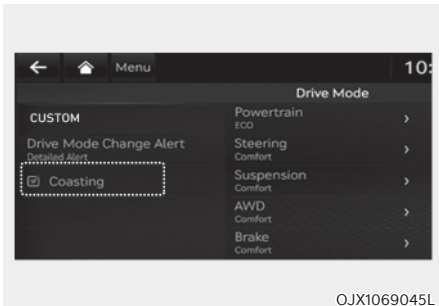 Menu
10:
Drive Mode
CUSTOM
Drive Mode Change Alert
Detailed Alert
Coasting
Powertrain
ECO
Steering
Comfort
Suspension
Comfort
AWD
Comfort
Brake
Comfort
OJX1069045L